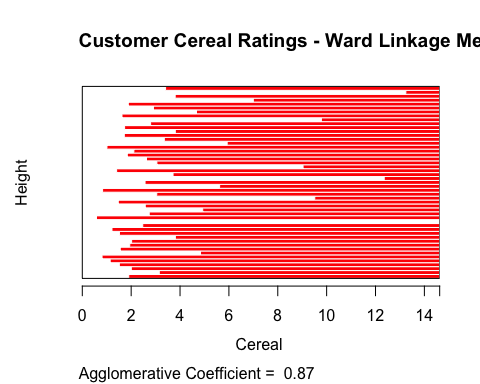 Customer Cereal Ratings - Ward Linkage Me
Height
0 2 4 6 8 10 12 14
Cereal
Agglomerative Coefficient = 0.87